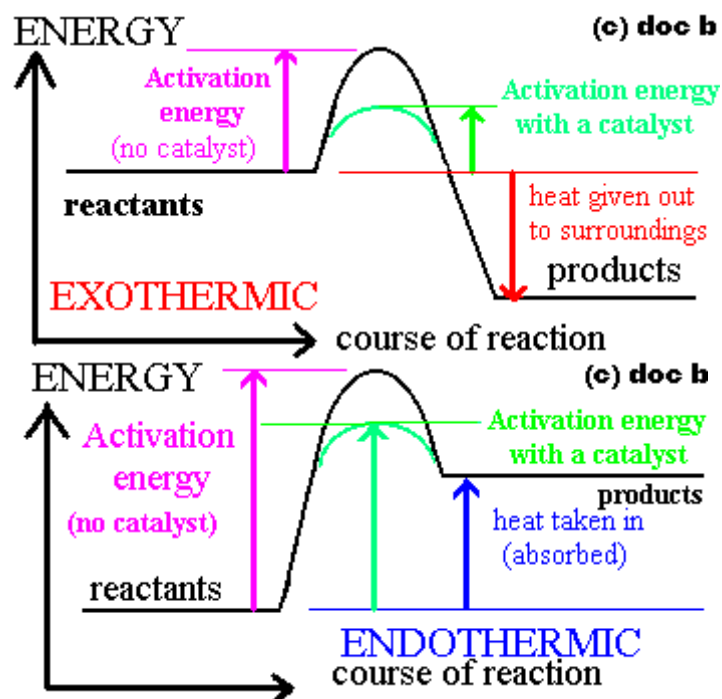 ENERGY
(c) doc b
Activation
energy
(no catalyst)
Activation energy
with a catalyst
reactants
heat given out
to surroundings
products
EXOTHERMIC
course of reaction
ENERGY
(c) doc b
Activation
energy
(no catalyst)
Activation energy
with a catalyst
products
heat taken in
(absorbed)
reactants
ENDOTHERMIC
course of reaction